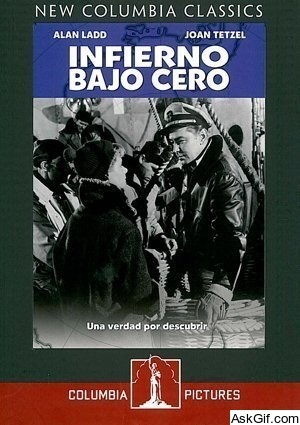 NEW COLUMBIA CLASSICS
ALAN LADD JOAN TETZEL
INFIERNO
BAJO CERO
Una verdad por descubrir.
COLUMBIA PICTURES
AskGif.com